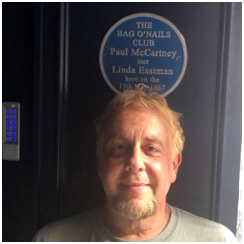 THE
BAG O'NAILS
CLUB
Paul McCartney
met
Linda Eastman
here on the
15th May 1967